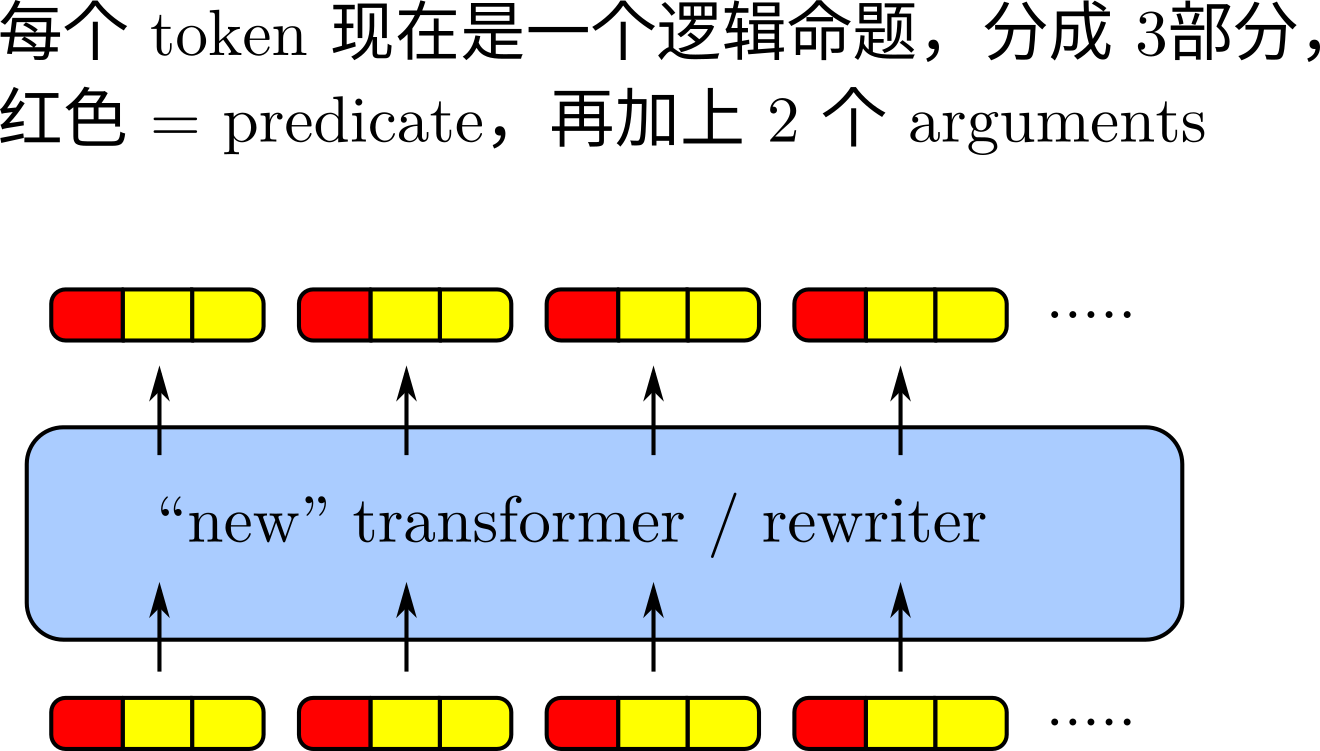 每个 token 现在是一个逻辑命题，分成 3部分，
红色 = predicate，再加上 2 个 arguments
.....
“new” transformer / rewriter
.....